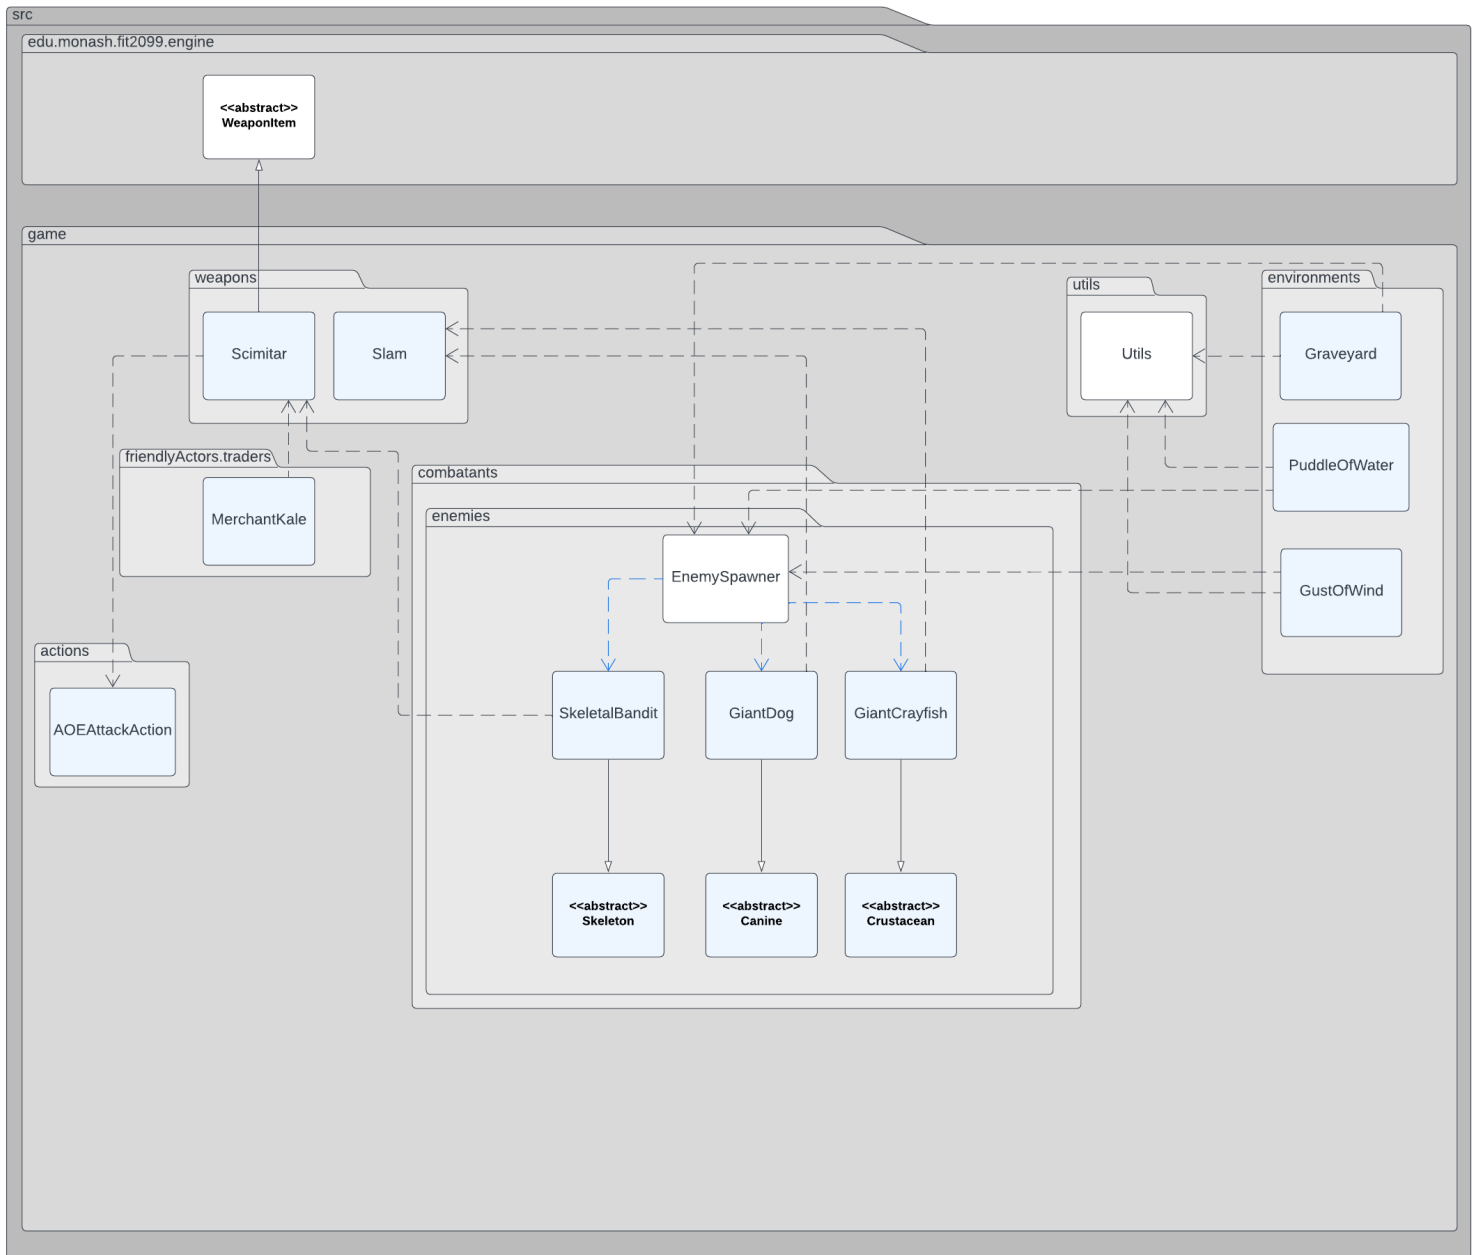 src
edu.monash.fit2099.engine
<<abstract>>
WeaponItem
game
weapons
Scimitar
Slam
utils
Utils
environments
Graveyard
PuddleOfWater
GustOfWind
friendlyActors.traders
MerchantKale
combatants
enemies
EnemySpawner
SkeletalBandit
GiantDog
GiantCrayfish
<<abstract>>
Skeleton
<<abstract>>
Canine
<<abstract>>
Crustacean
actions
AOEAttackAction